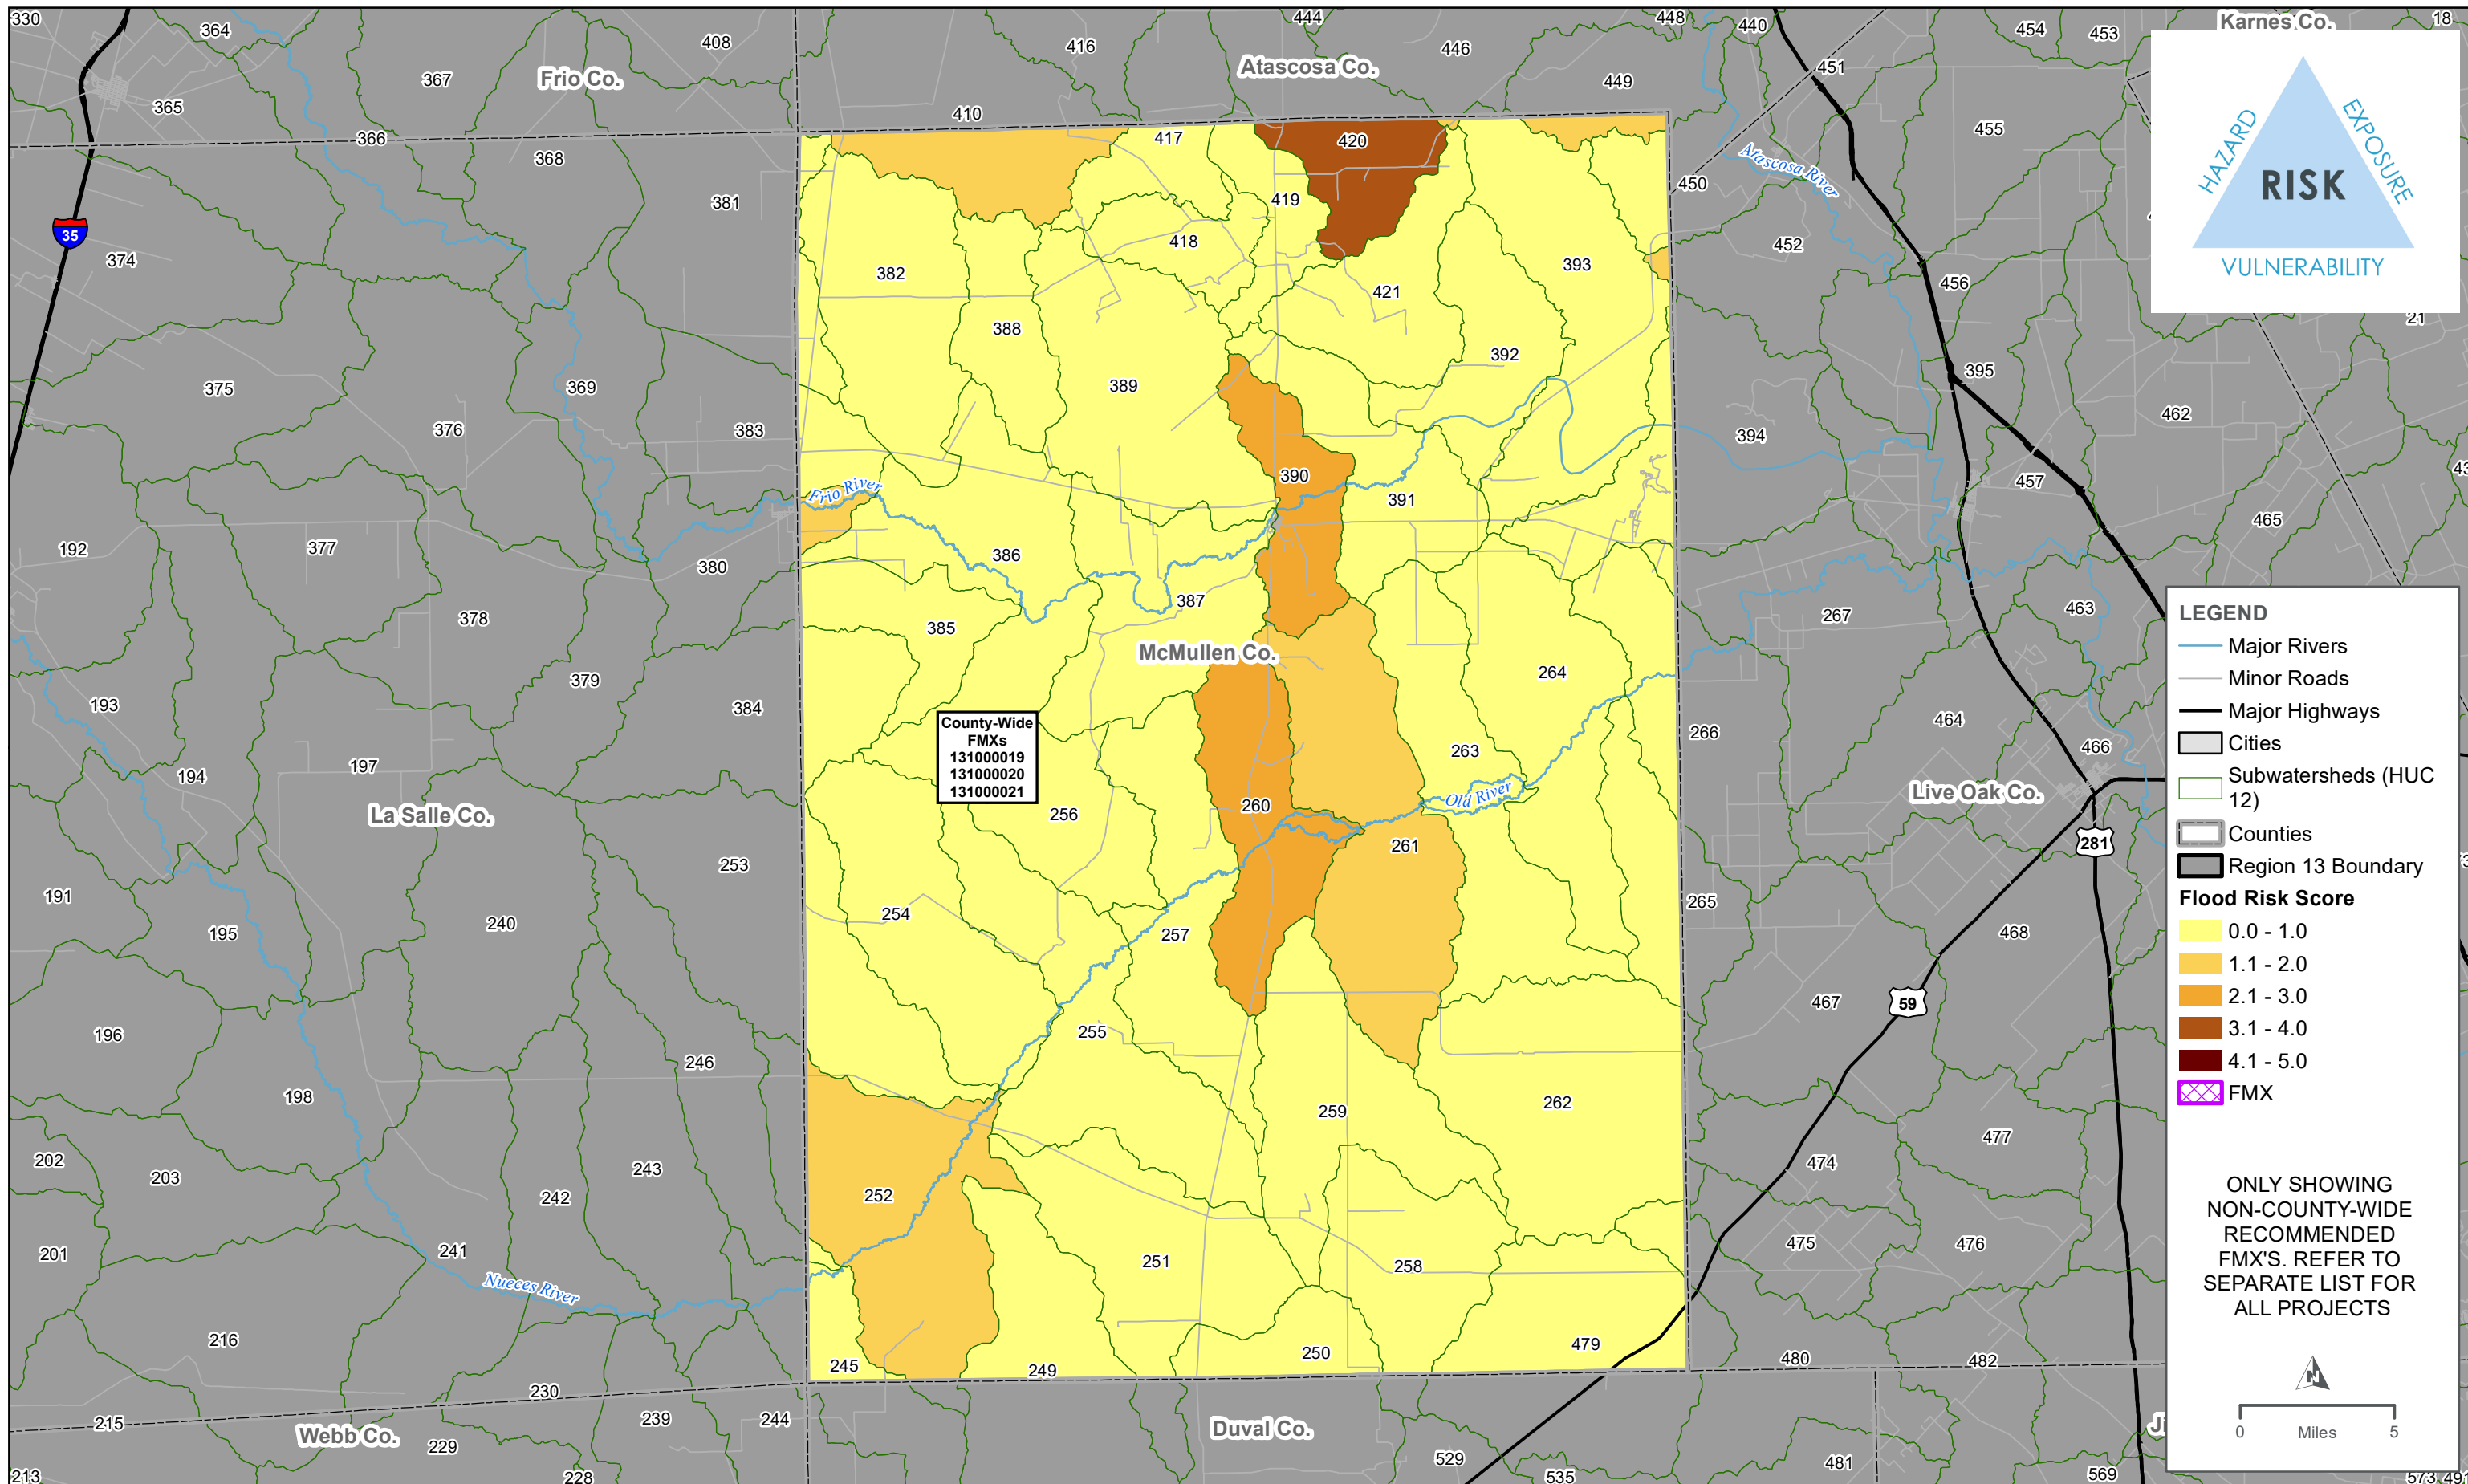 330
364
408
416
444
446
448
440
454
453
Karnes Co.
18
367
Frio Co.
Atascosa Co.
449
451
365
410
366
368
417
420
455
HAZARD
EXPOSURE
RISK
VULNERABILITY
Atascosa River
450
381
419
418
452
35
374
382
393
421
456
21
388
392
375
369
389
395
376
383
394
462
Frio River
390
391
457
465
192
377
386
380
387
267
463
378
385
McMullen Co.
264
379
384
193
266
464
263
466
County-Wide
FMXs
131000019
131000020
131000021
194
197
La Salle Co.
256
260
Old River
Live Oak Co.
261
281
253
191
254
265
240
195
257
468
467
59
255
196
246
198
259
262
477
202
203
243
242
252
474
201
241
251
258
475
476
Nueces River
216
245
249
250
479
480
482
230
215
239
244
Webb Co.
229
Duval Co.
529
481
213
228
535
569
573
LEGEND
Major Rivers
Minor Roads
Major Highways
Cities
Subwatersheds (HUC
12)
Counties
Region 13 Boundary
Flood Risk Score
0.0 - 1.0
1.1 - 2.0
2.1 - 3.0
3.1 - 4.0
4.1 - 5.0
FMX
ONLY SHOWING
NON-COUNTY-WIDE
RECOMMENDED
FMX'S. REFER TO
SEPARATE LIST FOR
ALL PROJECTS
N
0 Miles 5